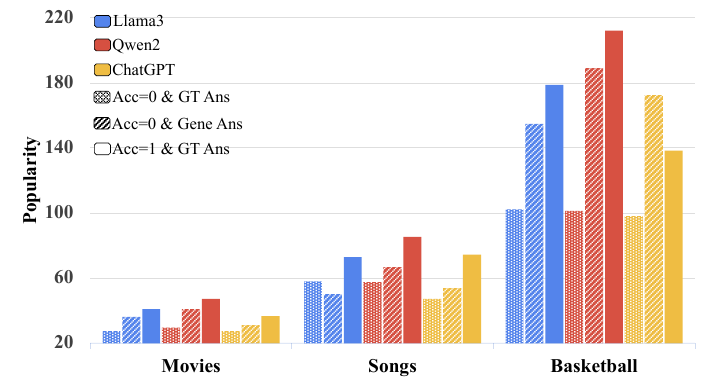 220
180
140
100
60
20
Popularity
Llama3
Qwen2
ChatGPT
Acc=0 & GT Ans
Acc=0 & Gene Ans
Acc=1 & GT Ans
Movies
Songs
Basketball